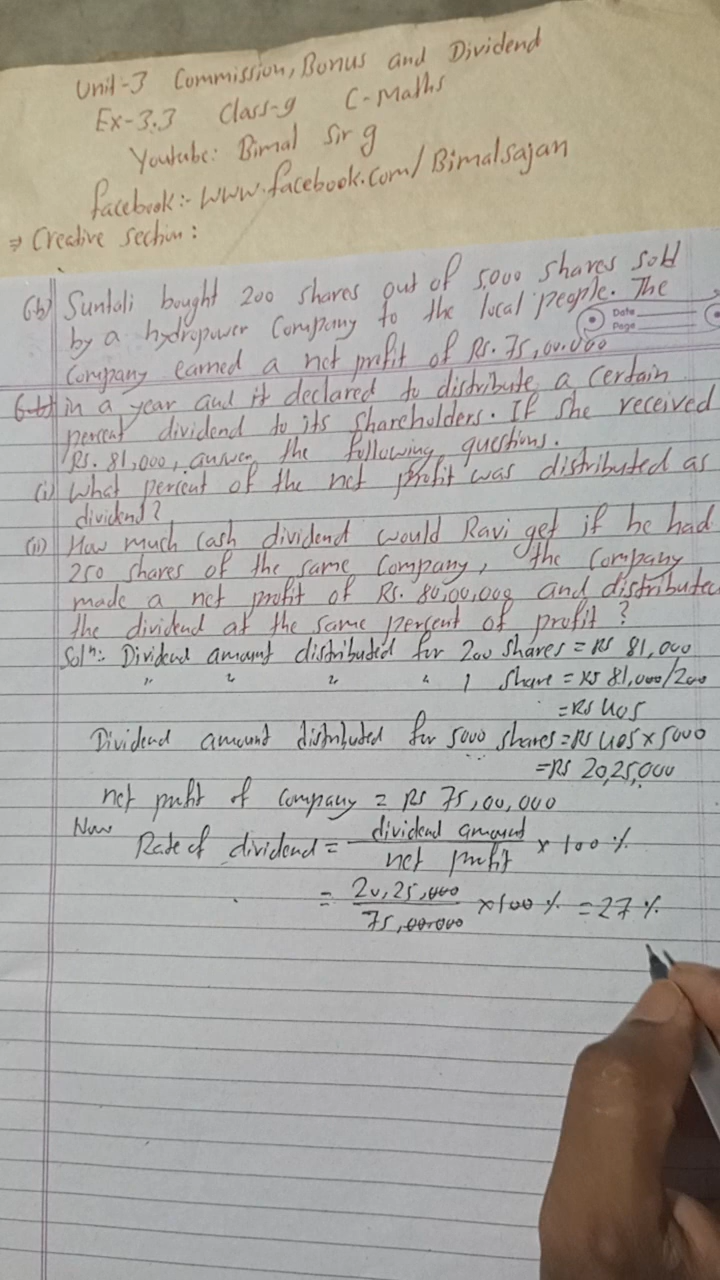 Unit-3 Commission, Bonus and Dividend
Ex-3.3 Class-9 C-Maths
Youtube: Bimal Sir g
facebook:- www.facebook.com/Bimalsajan
⇒ Creative section:
6b) Suntali bought 200 shares out of 5,000 shares sold
by a hydropower Company to the local people. The
Date
Page
Company earned a net profit of Rs. 75,00,000
in a year and it declared to distribute a certain
percent dividend to its shareholders. If she received
Rs. 81,000, answer the following questions.
(i) What percent of the net profit was distributed as
dividend?
(ii) How much cash dividend would Ravi get if he had
250 shares of the same Company, the Company
made a net profit of Rs. 80,00,000 and distributed
the dividend at the same percent of profit?
Solⁿ: Dividend amount distributed for 200 shares = RS 81,000
" " " " 1 share = RS 81,000/200
= RS 405
Dividend amount distributed for 5000 shares = RS 405 × 5000
= RS 20,25,000
net profit of Company = RS 75,00,000
Now
Rate of dividend = dividend amount / net profit × 100 %
= 20,25,000 / 75,00,000 × 100 % = 27 %